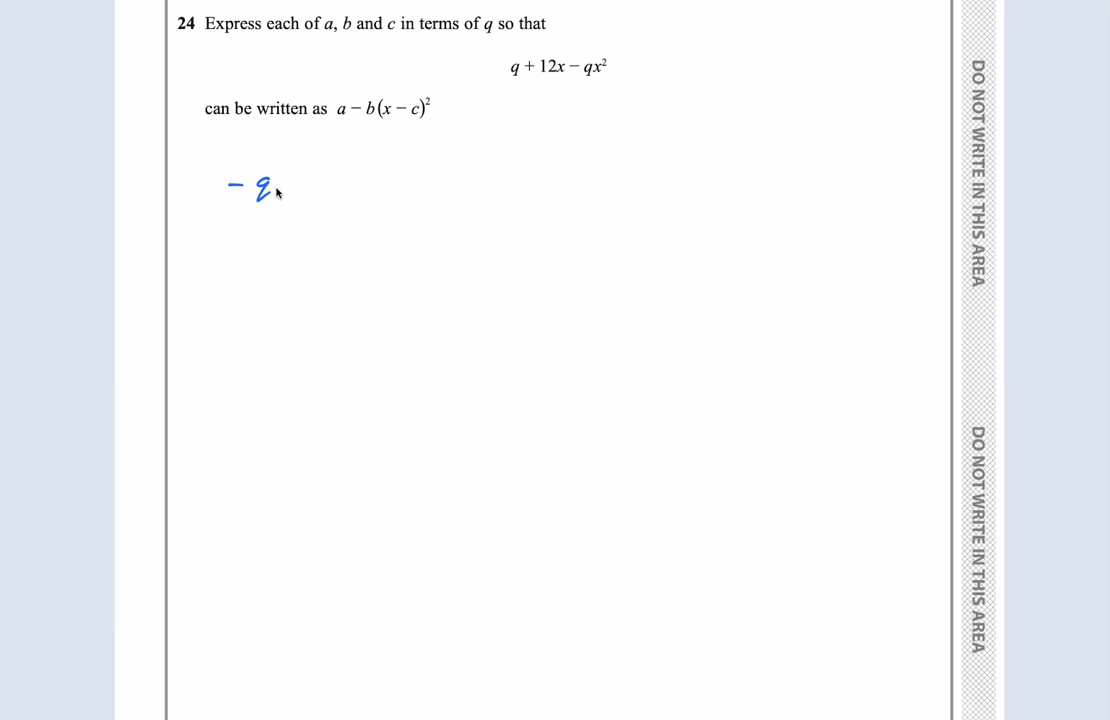 24 Express each of a, b and c in terms of q so that
q + 12x − qx²
can be written as a − b(x − c)²
− q
DO NOT WRITE IN THIS AREA
DO NOT WRITE IN THIS AREA